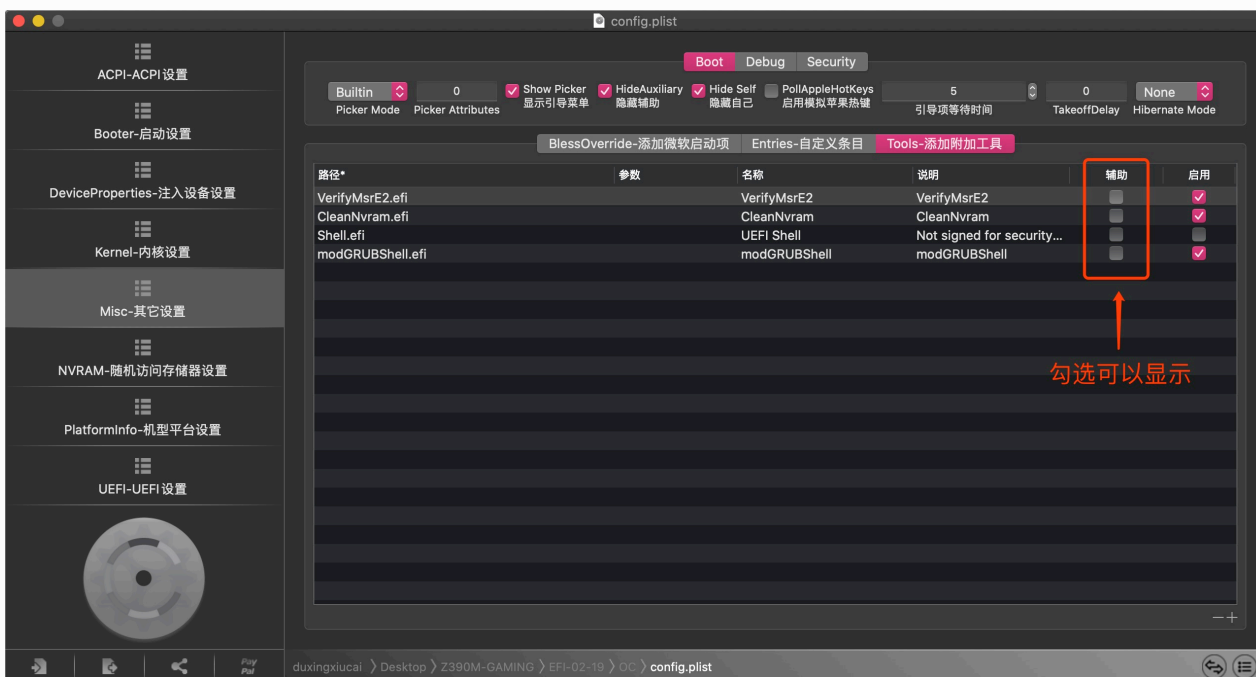 config.plist
ACPI-ACPI设置
Booter-启动设置
DeviceProperties-注入设备设置
Kernel-内核设置
Misc-其它设置
NVRAM-随机访问存储器设置
PlatformInfo-机型平台设置
UEFI-UEFI设置
Pay
Pal
Boot Debug Security
Builtin 0 Show Picker HideAuxiliary Hide Self PollAppleHotKeys 5 0 None
显示引导菜单 隐藏辅助 隐藏自己 启用模拟苹果热键
Picker Mode Picker Attributes 引导项等待时间 TakeoffDelay Hibernate Mode
BlessOverride-添加微软启动项 Entries-自定义条目 Tools-添加附加工具
路径* 参数 名称 说明 辅助 启用
VerifyMsrE2.efi VerifyMsrE2 VerifyMsrE2
CleanNvram.efi CleanNvram CleanNvram
Shell.efi UEFI Shell Not signed for security...
modGRUBShell.efi modGRUBShell modGRUBShell
勾选可以显示
duxingxiucai 〉Desktop 〉Z390M-GAMING 〉EFI-02-19 〉OC 〉config.plist